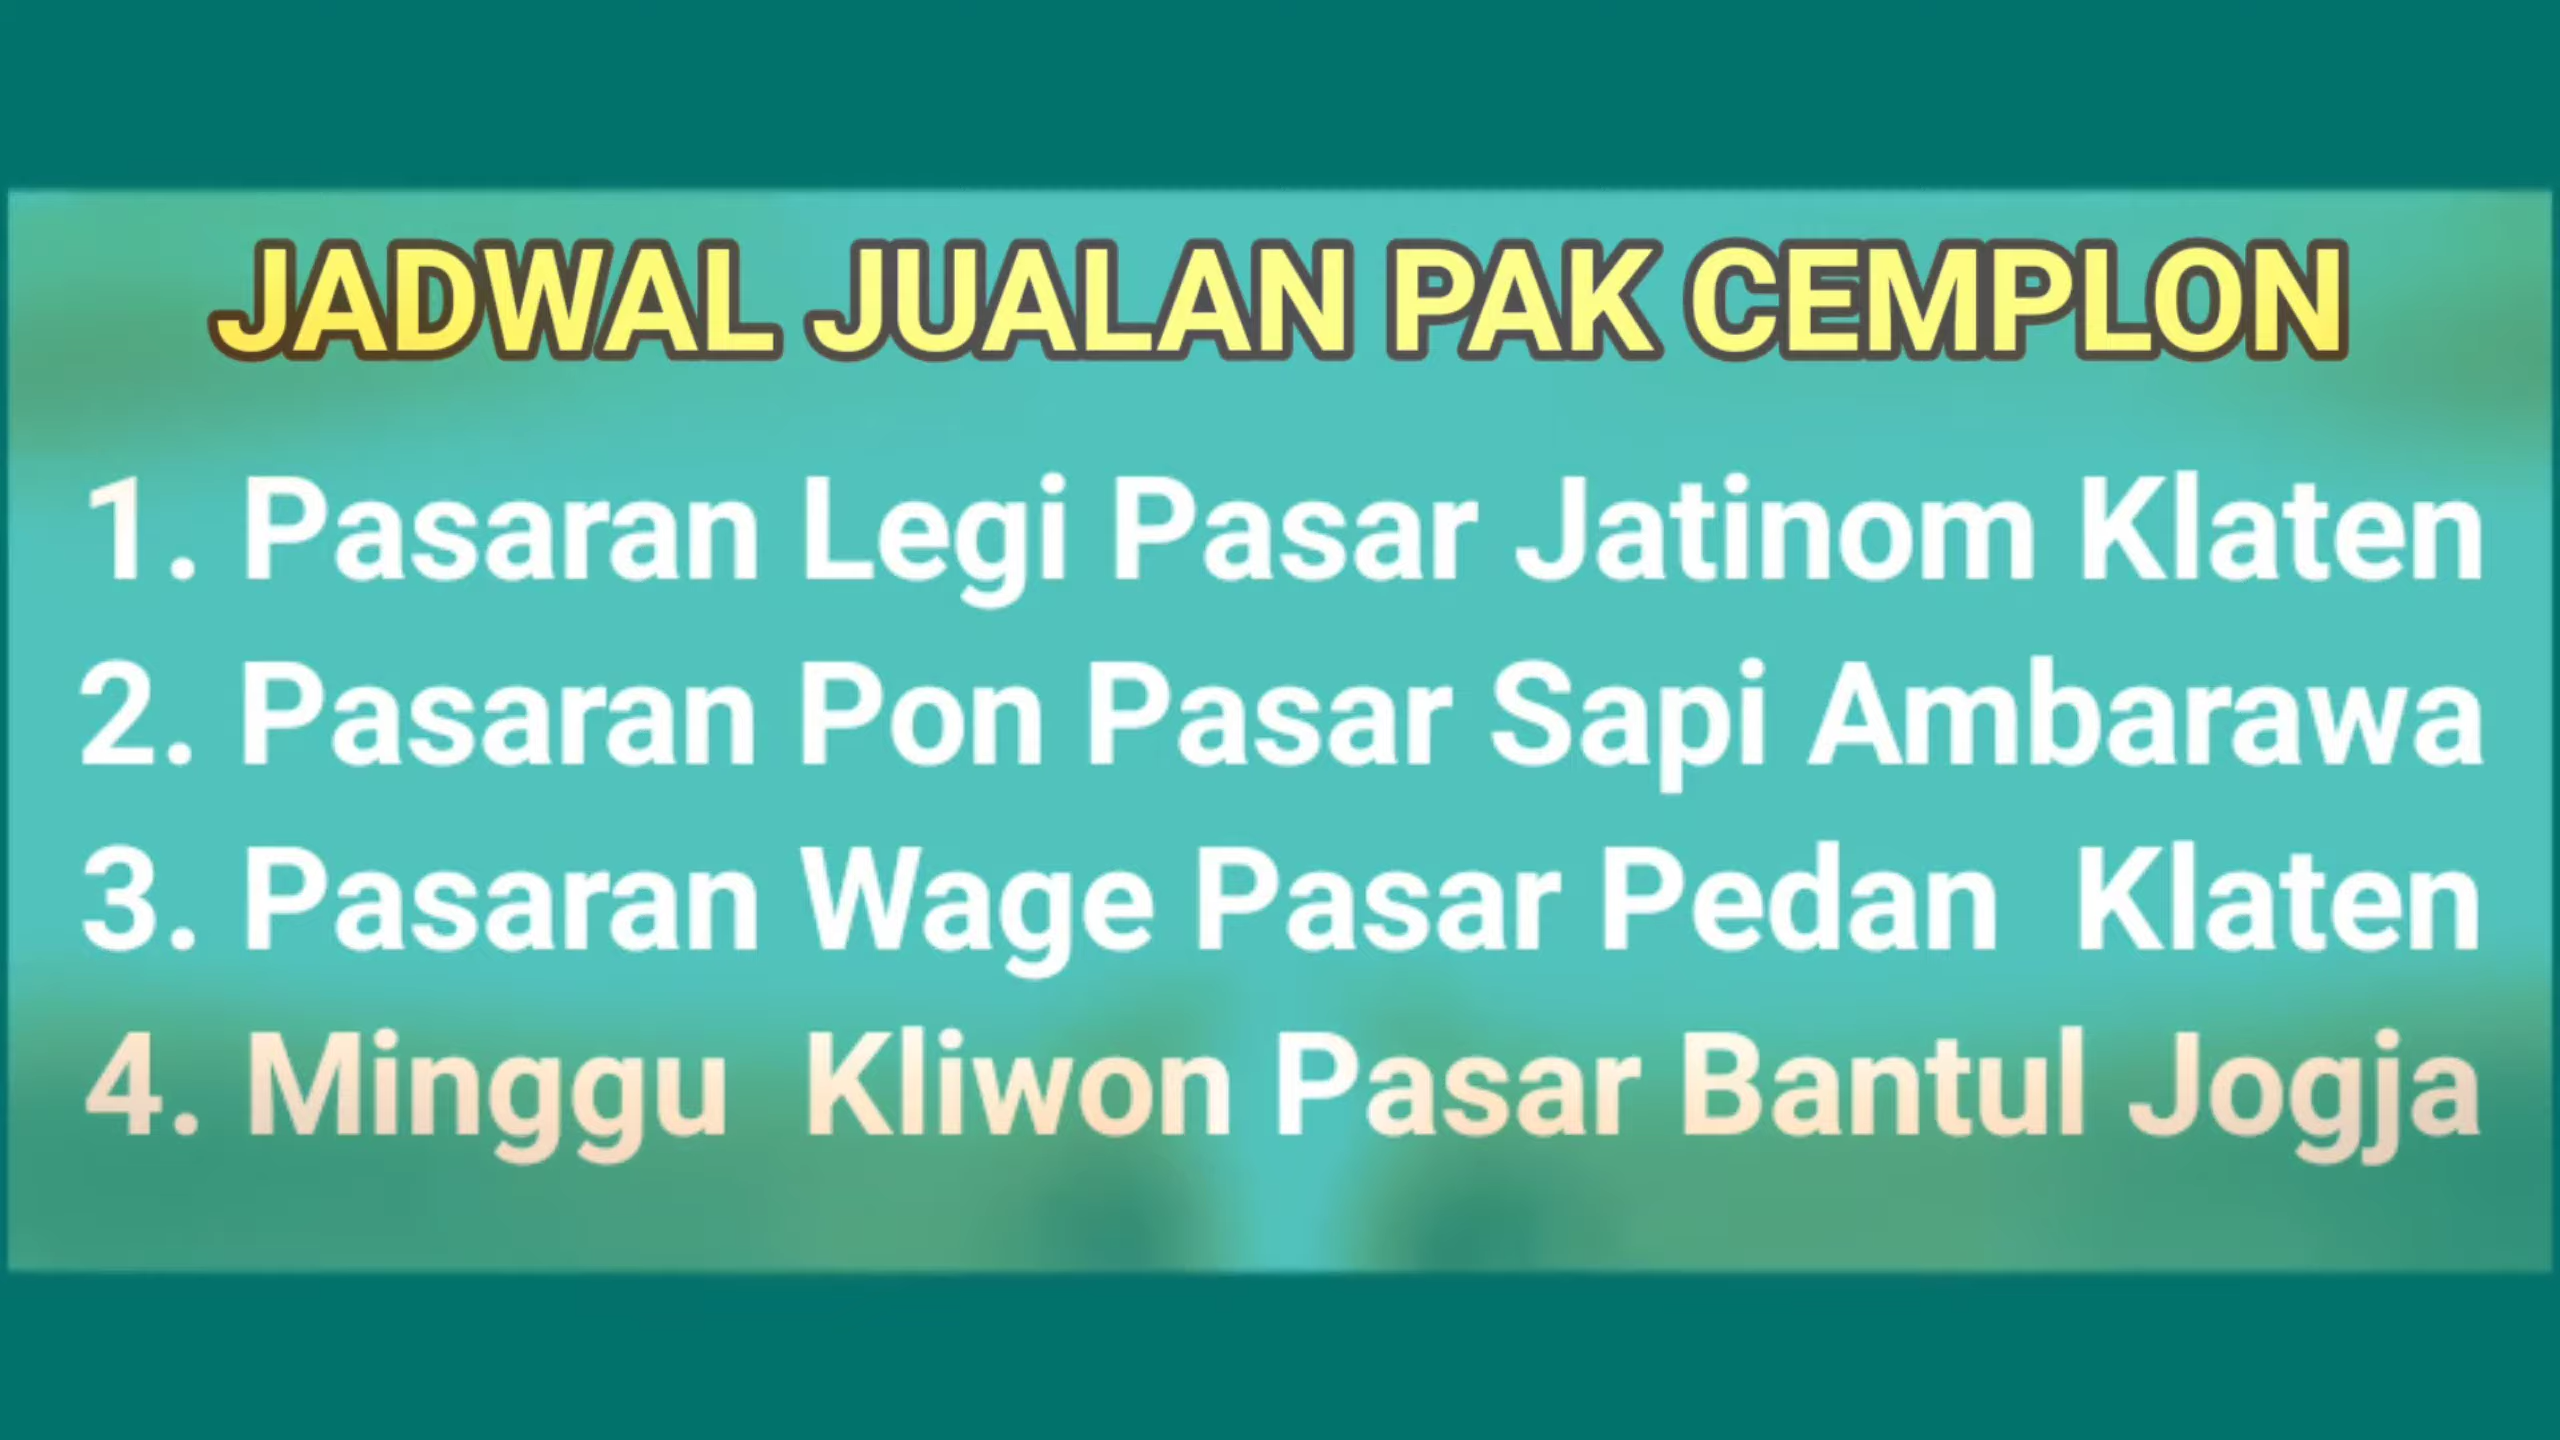 JADWAL JUALAN PAK CEMPLON
1. Pasaran Legi Pasar Jatinom Klaten
2. Pasaran Pon Pasar Sapi Ambarawa
3. Pasaran Wage Pasar Pedan  Klaten
4. Minggu  Kliwon Pasar Bantul Jogja